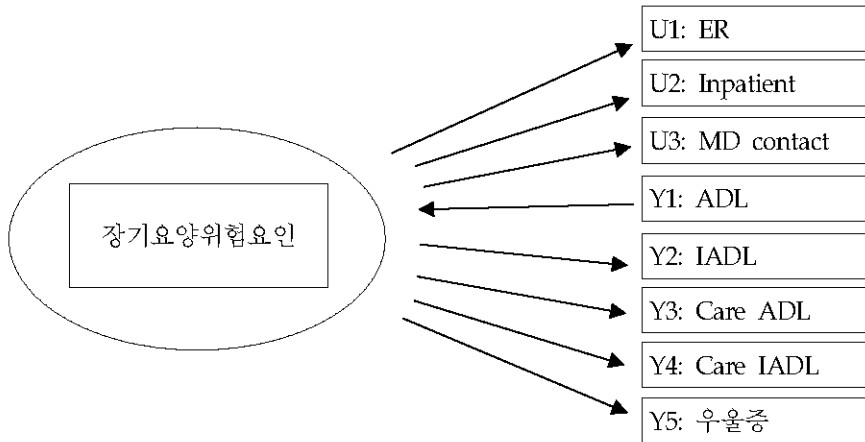 U1: ER
U2: Inpatient
U3: MD contact
장기요양위험요인
Y1: ADL
Y2: IADL
Y3: Care ADL
Y4: Care IADL
Y5: 우울증